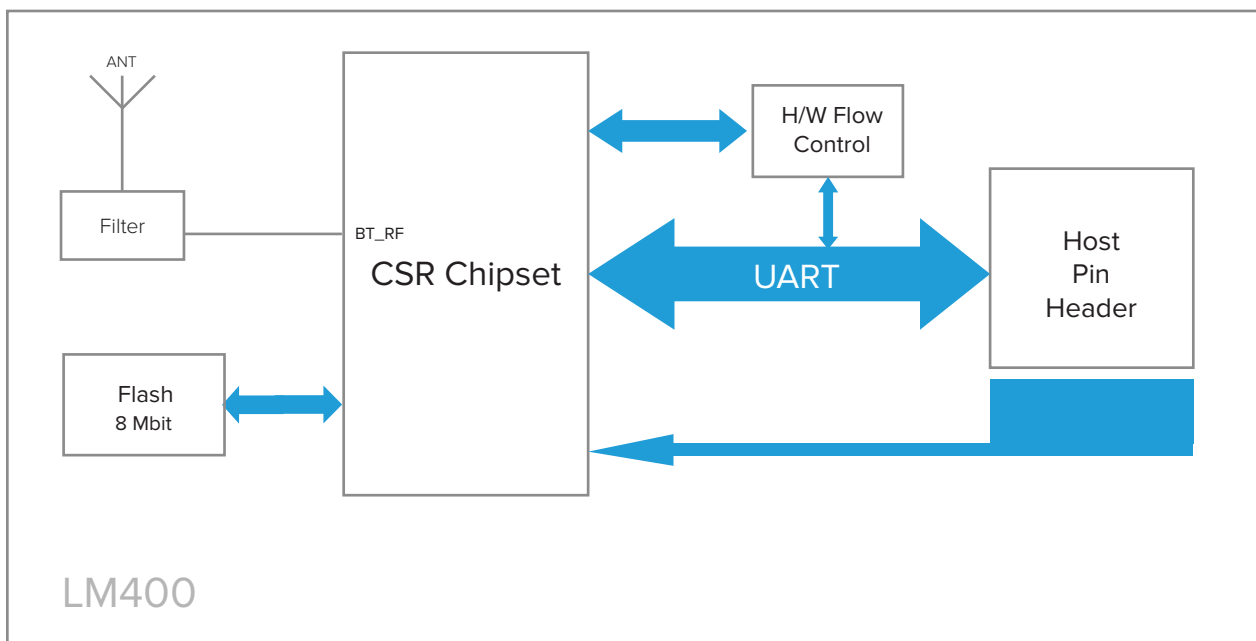 ANT
Filter
BT_RF
CSR Chipset
Flash
8 Mbit
H/W Flow
Control
UART
Host
Pin
Header
LM400